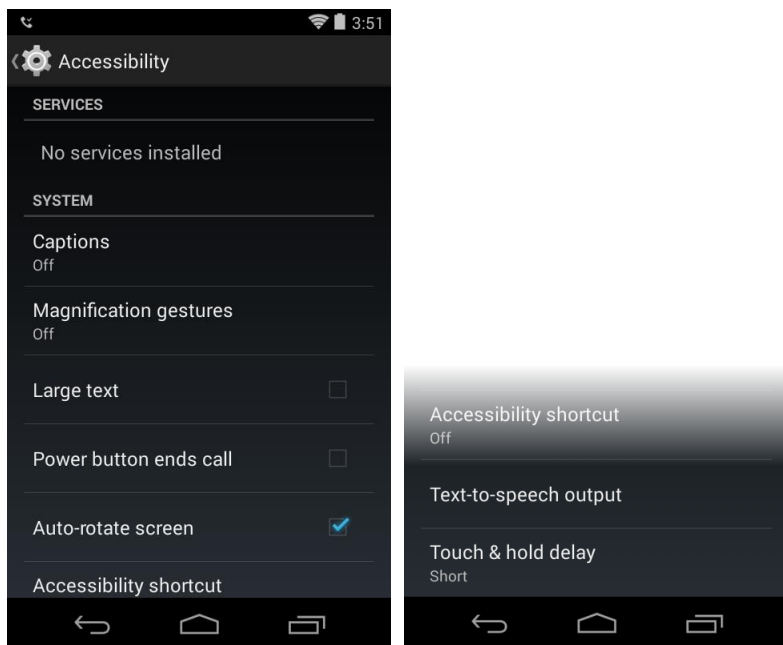 3:51
Accessibility
SERVICES
No services installed
SYSTEM
Captions
Off
Magnification gestures
Off
Large text
Power button ends call
Auto-rotate screen
Accessibility shortcut
Accessibility shortcut
Off
Text-to-speech output
Touch & hold delay
Short